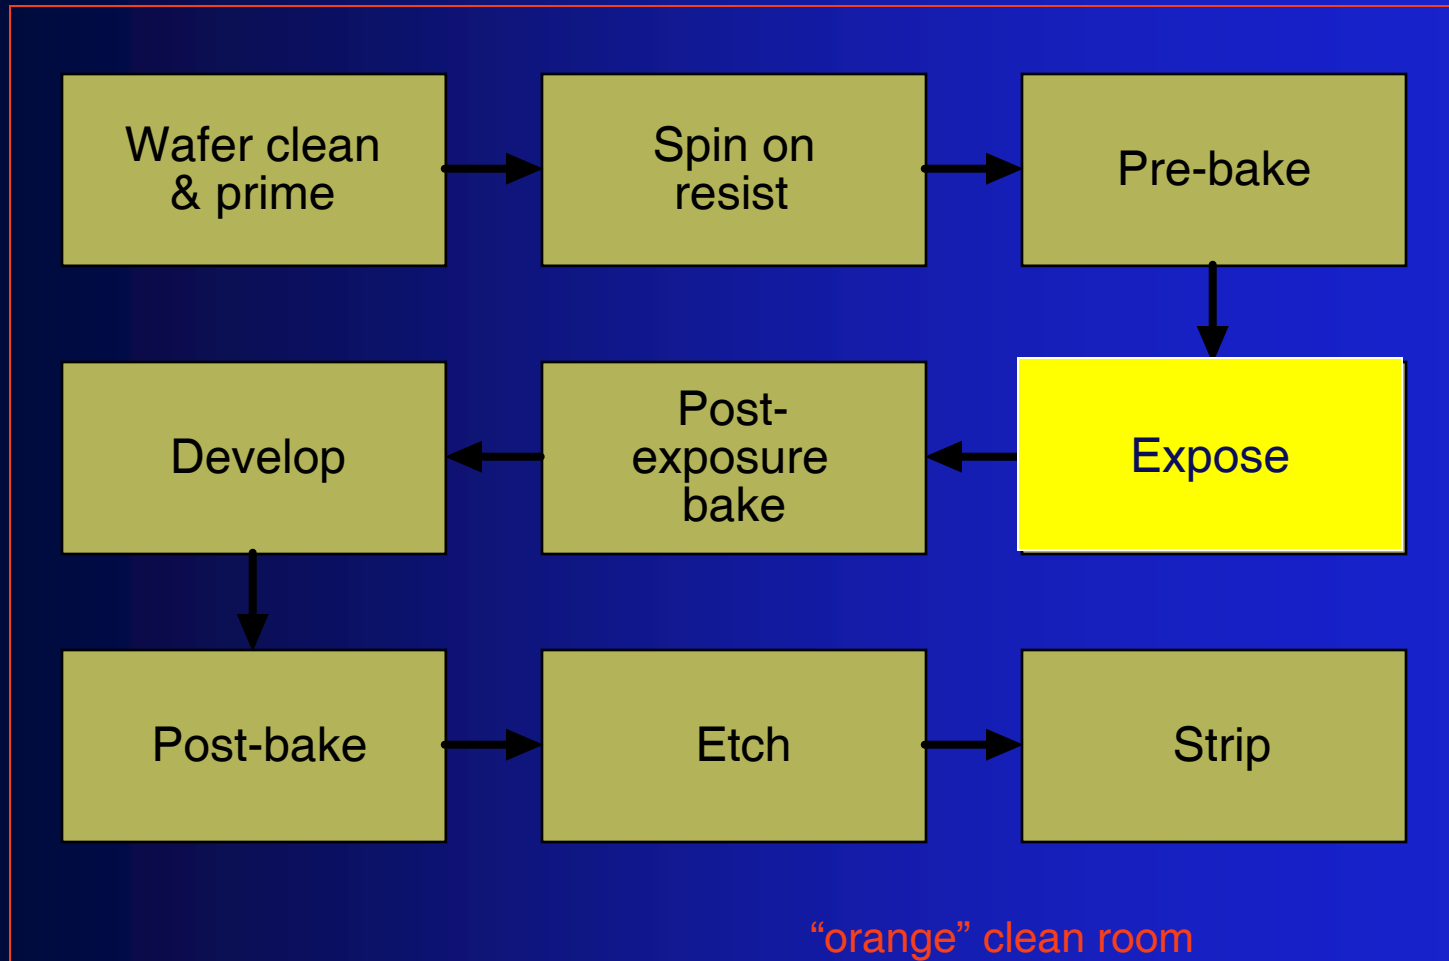 Wafer clean
& prime
Spin on
resist
Pre-bake
Expose
Post-
exposure
bake
Develop
Post-bake
Etch
Strip
“orange” clean room